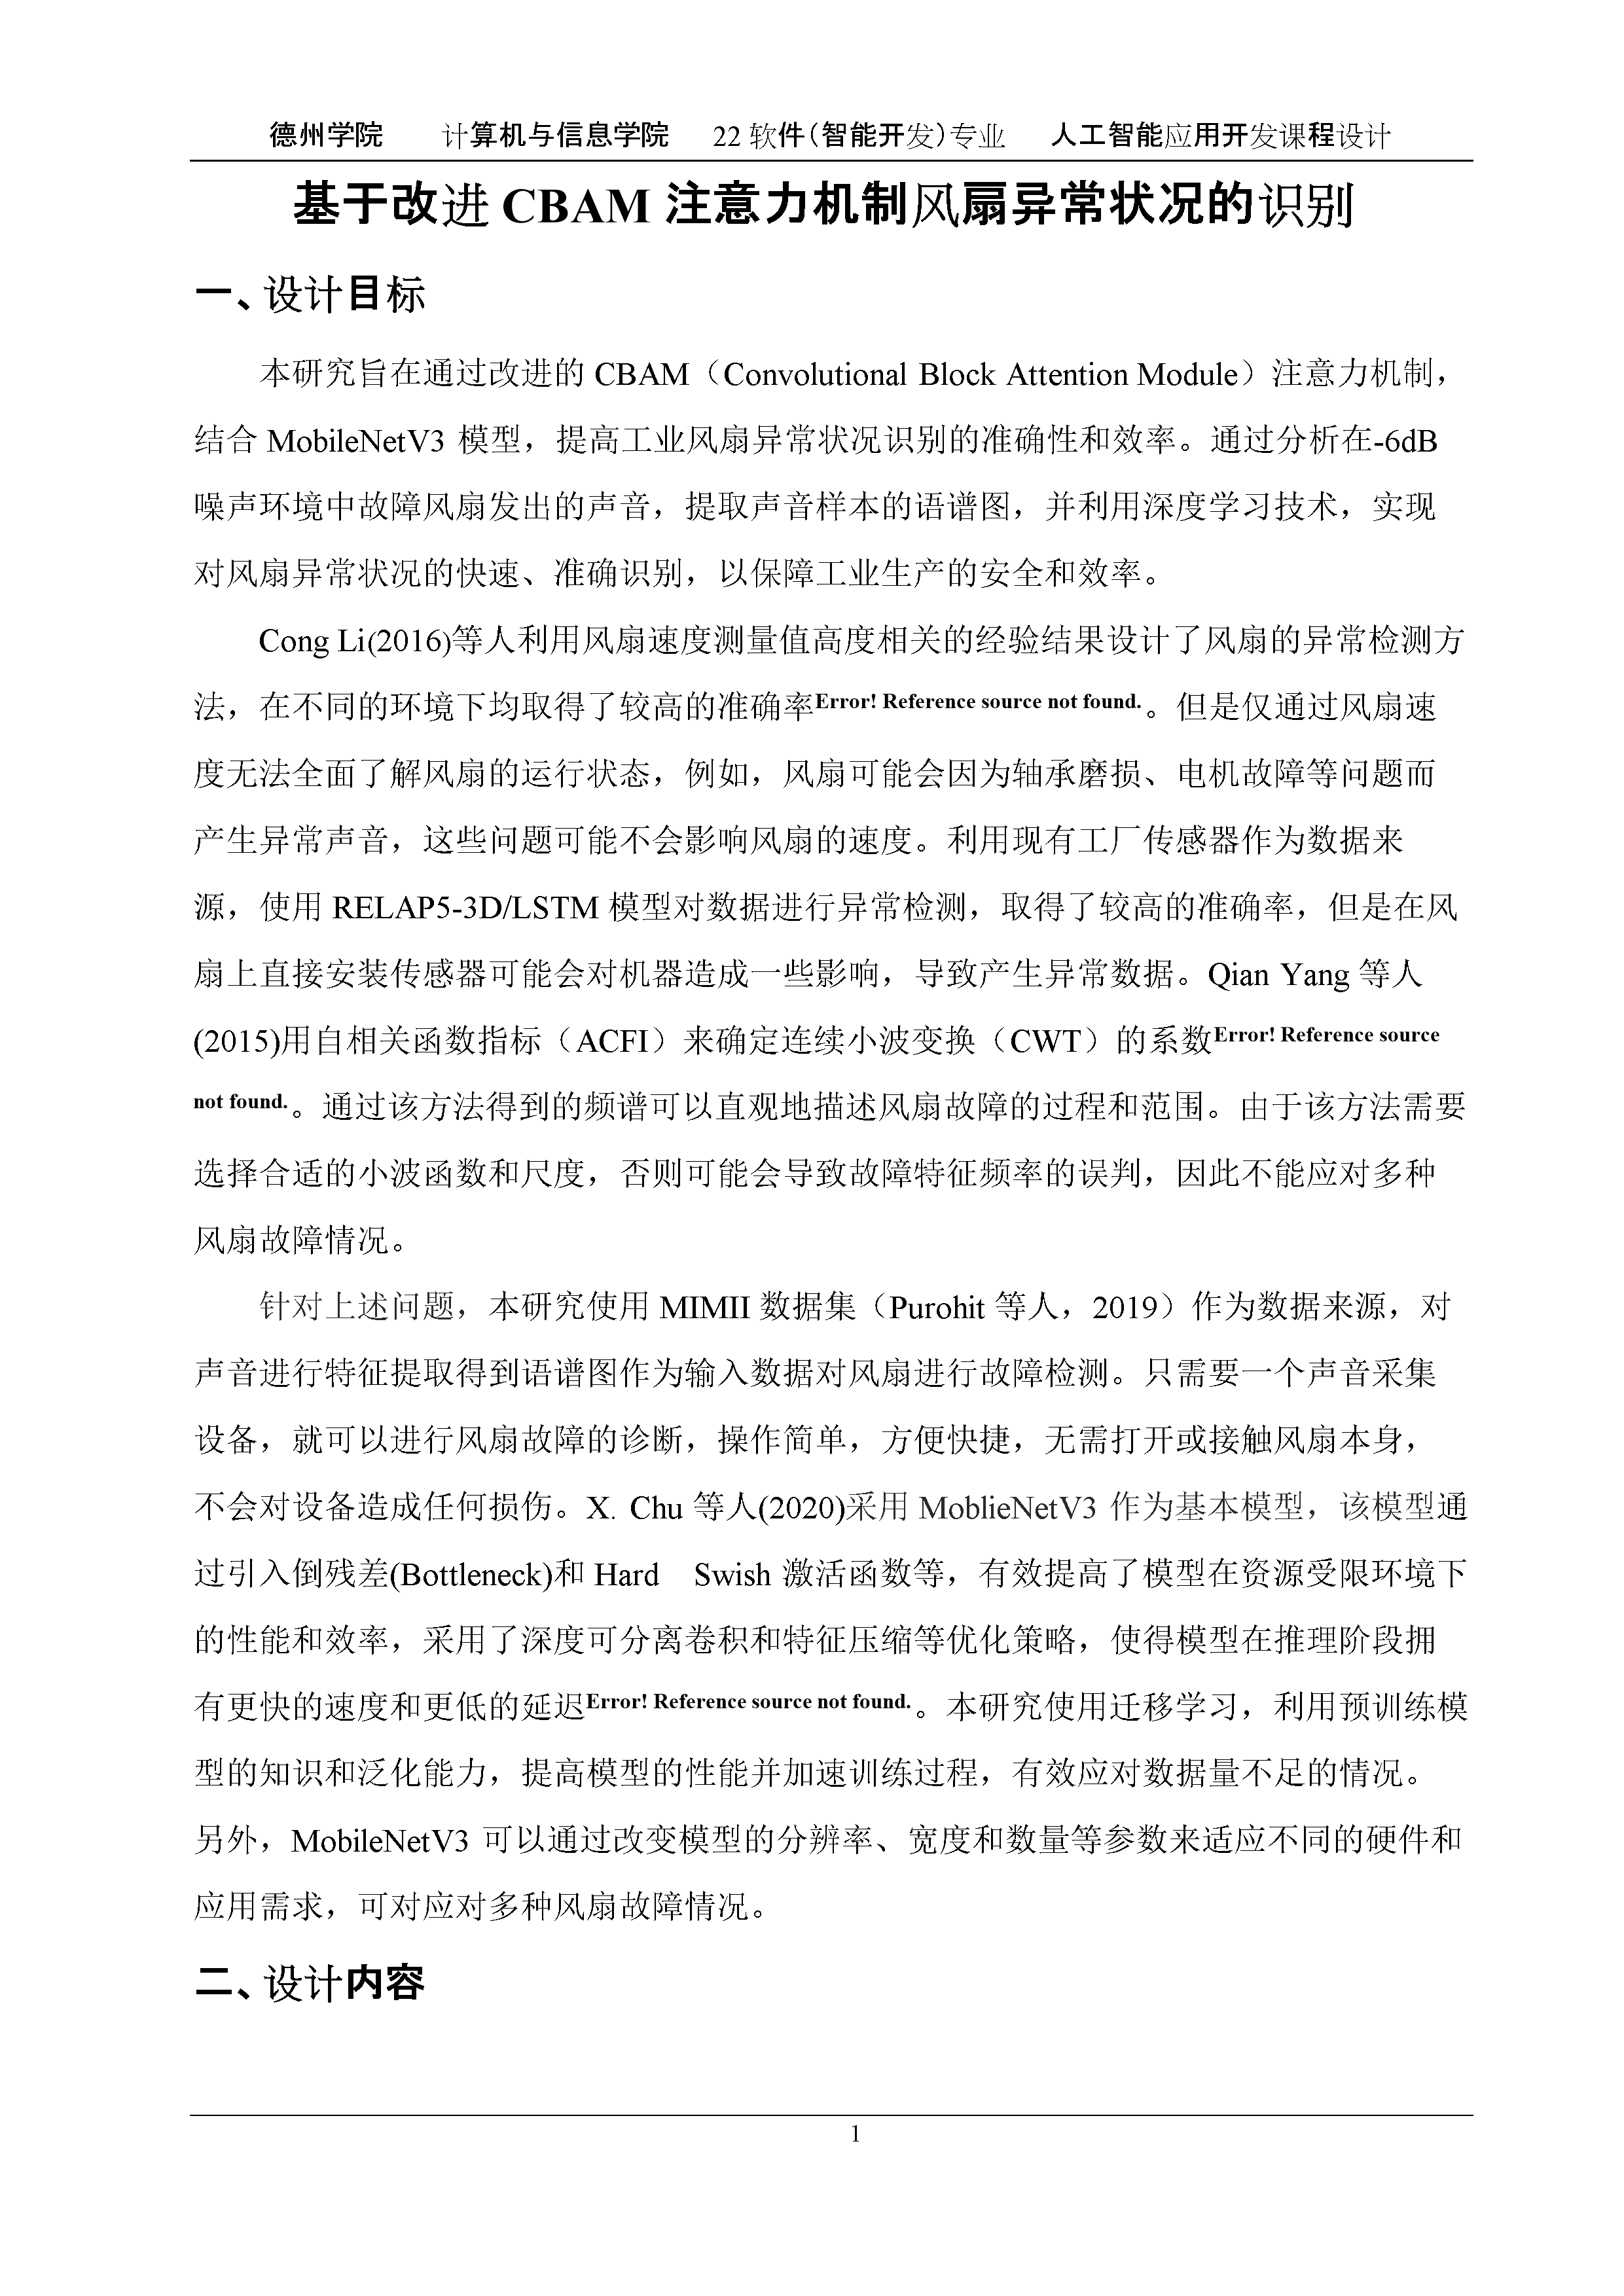 德州学院 计算机与信息学院 22 软件（智能开发）专业 人工智能应用开发课程设计
基于改进 CBAM 注意力机制风扇异常状况的识别
一、设计目标
本研究旨在通过改进的 CBAM（Convolutional Block Attention Module）注意力机制，
结合 MobileNetV3 模型，提高工业风扇异常状况识别的准确性和效率。通过分析在-6dB
噪声环境中故障风扇发出的声音，提取声音样本的语谱图，并利用深度学习技术，实现
对风扇异常状况的快速、准确识别，以保障工业生产的安全和效率。
Cong Li(2016)等人利用风扇速度测量值高度相关的经验结果设计了风扇的异常检测方
法，在不同的环境下均取得了较高的准确率Error! Reference source not found.。但是仅通过风扇速
度无法全面了解风扇的运行状态，例如，风扇可能会因为轴承磨损、电机故障等问题而
产生异常声音，这些问题可能不会影响风扇的速度。利用现有工厂传感器作为数据来
源，使用 RELAP5-3D/LSTM 模型对数据进行异常检测，取得了较高的准确率，但是在风
扇上直接安装传感器可能会对机器造成一些影响，导致产生异常数据。Qian Yang 等人
(2015)用自相关函数指标（ACFI）来确定连续小波变换（CWT）的系数Error! Reference source
not found.。通过该方法得到的频谱可以直观地描述风扇故障的过程和范围。由于该方法需要
选择合适的小波函数和尺度，否则可能会导致故障特征频率的误判，因此不能应对多种
风扇故障情况。
针对上述问题，本研究使用 MIMII 数据集（Purohit 等人，2019）作为数据来源，对
声音进行特征提取得到语谱图作为输入数据对风扇进行故障检测。只需要一个声音采集
设备，就可以进行风扇故障的诊断，操作简单，方便快捷，无需打开或接触风扇本身，
不会对设备造成任何损伤。X. Chu 等人(2020)采用 MoblieNetV3 作为基本模型，该模型通
过引入倒残差(Bottleneck)和 Hard Swish 激活函数等，有效提高了模型在资源受限环境下
的性能和效率，采用了深度可分离卷积和特征压缩等优化策略，使得模型在推理阶段拥
有更快的速度和更低的延迟Error! Reference source not found.。本研究使用迁移学习，利用预训练模
型的知识和泛化能力，提高模型的性能并加速训练过程，有效应对数据量不足的情况。
另外，MobileNetV3 可以通过改变模型的分辨率、宽度和数量等参数来适应不同的硬件和
应用需求，可对应对多种风扇故障情况。
二、设计内容
1